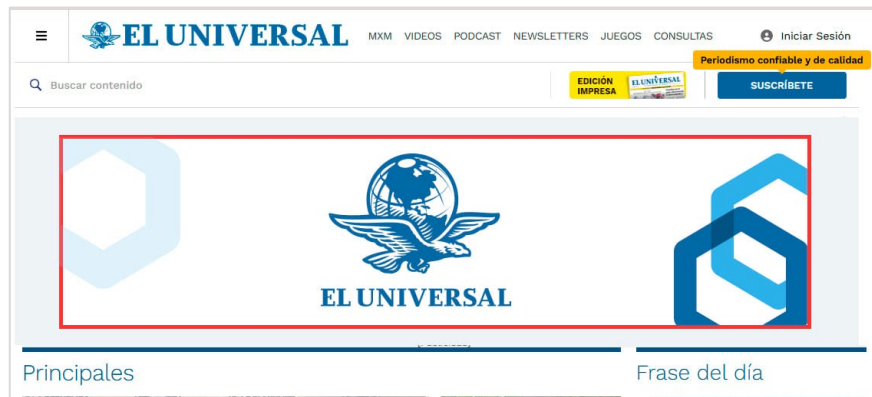 EL UNIVERSAL
MXM VIDEOS PODCAST NEWSLETTERS JUEGOS CONSULTAS
Iniciar Sesión
Periodismo confiable y de calidad
Buscar contenido
EDICIÓN
IMPRESA
EL UNIVERSAL
SUSCRÍBETE
EL UNIVERSAL
Principales
Frase del día